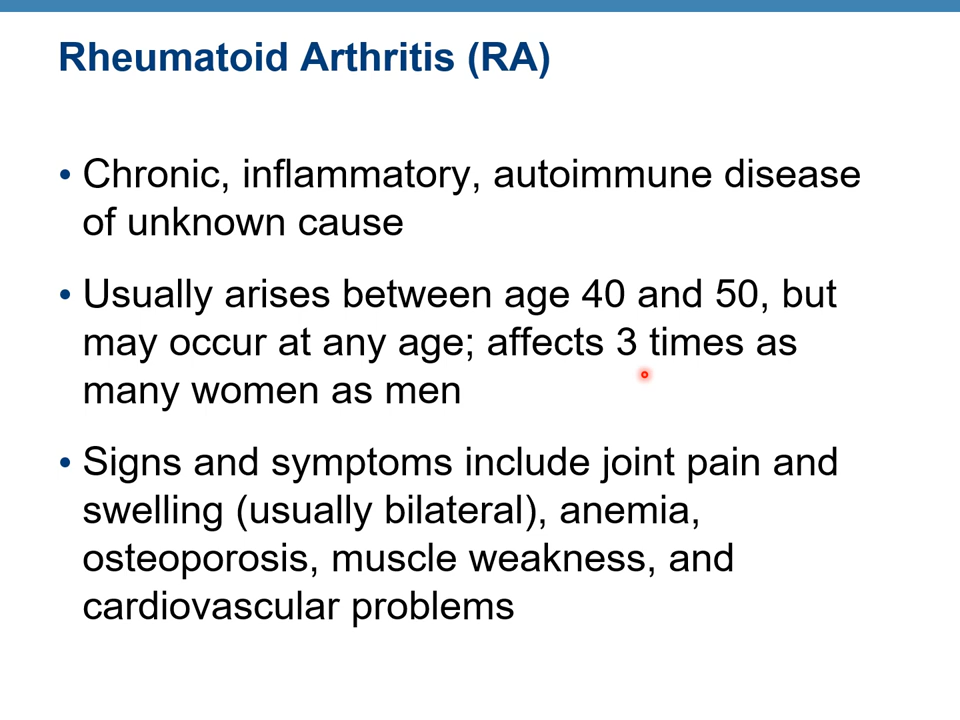 Rheumatoid Arthritis (RA)
• Chronic, inflammatory, autoimmune disease
of unknown cause
• Usually arises between age 40 and 50, but
may occur at any age; affects 3 times as
many women as men
• Signs and symptoms include joint pain and
swelling (usually bilateral), anemia,
osteoporosis, muscle weakness, and
cardiovascular problems